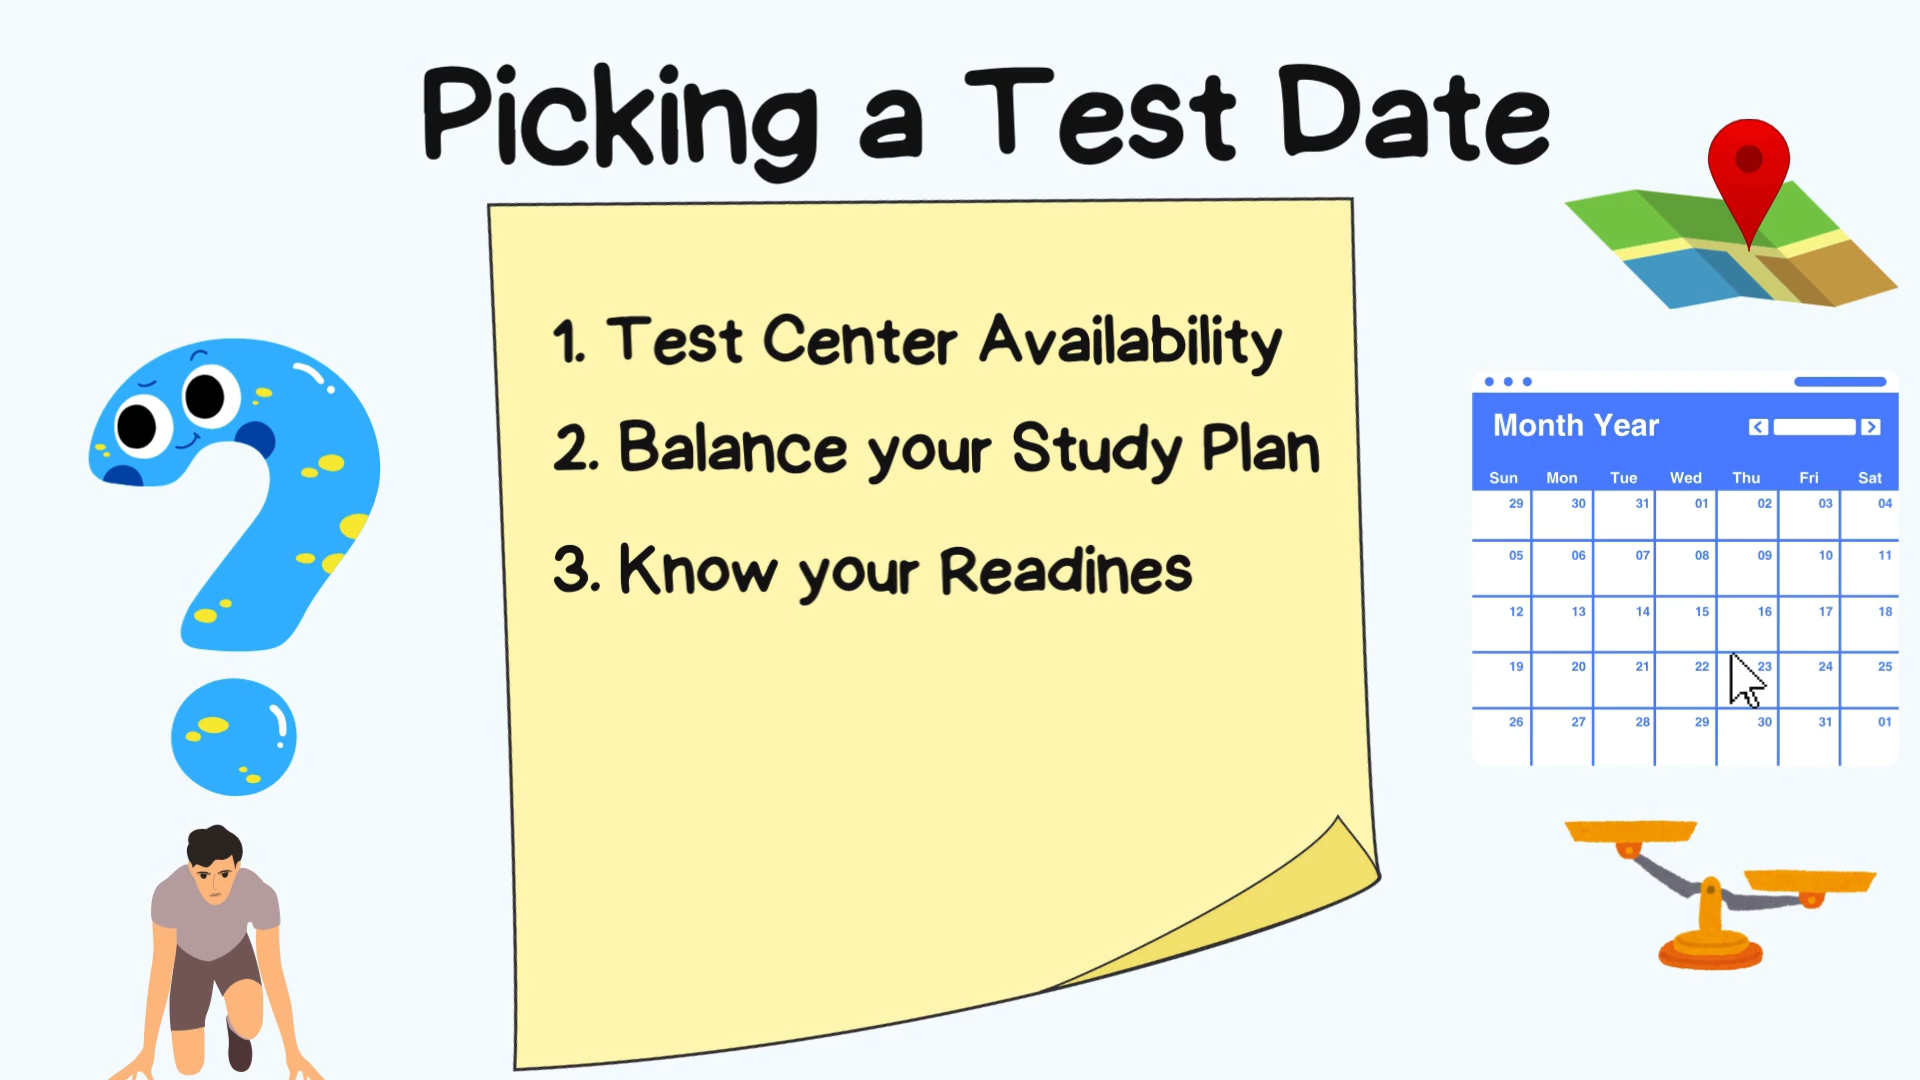 Picking a Test Date
1. Test Center Availability
2. Balance your Study Plan
3. Know your Readines
Month Year
Sun Mon Tue Wed Thu Fri Sat
29 30 31 01 02 03 04
05 06 07 08 09 10 11
12 13 14 15 16 17 18
19 20 21 22 23 24 25
26 27 28 29 30 31 01